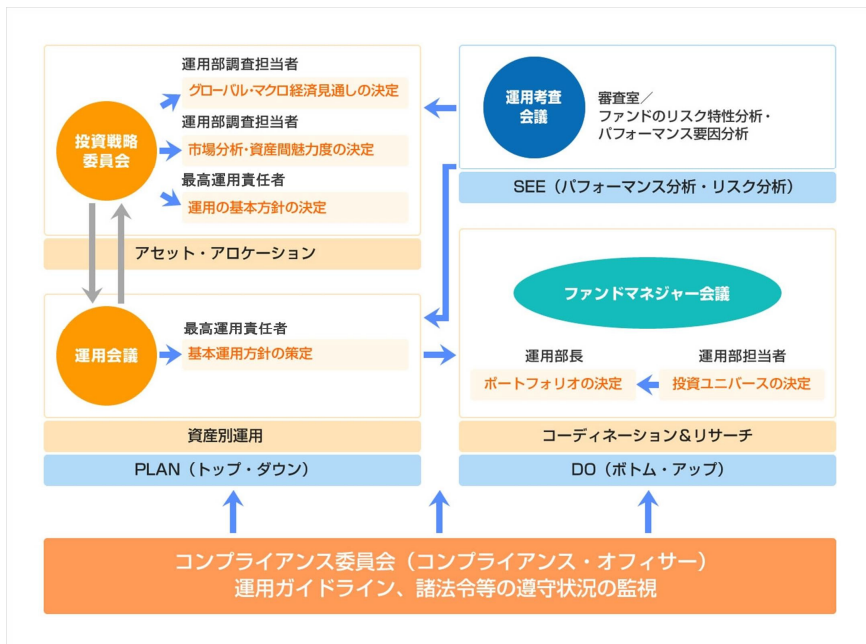 運用部調査担当者
グローバル・マクロ経済見通しの決定
運用部調査担当者
市場分析・資産間魅力度の決定
最高運用責任者
運用の基本方針の決定
投資戦略
委員会
アセット・アロケーション
運用考査
会議
審査室／
ファンドのリスク特性分析・
パフォーマンス要因分析
SEE（パフォーマンス分析・リスク分析）
運用会議
最高運用責任者
基本運用方針の策定
資産別運用
PLAN（トップ・ダウン）
ファンドマネジャー会議
運用部長
ポートフォリオの決定
運用部担当者
投資ユニバースの決定
コーディネーション＆リサーチ
DO（ボトム・アップ）
コンプライアンス委員会（コンプライアンス・オフィサー）
運用ガイドライン、諸法令等の遵守状況の監視